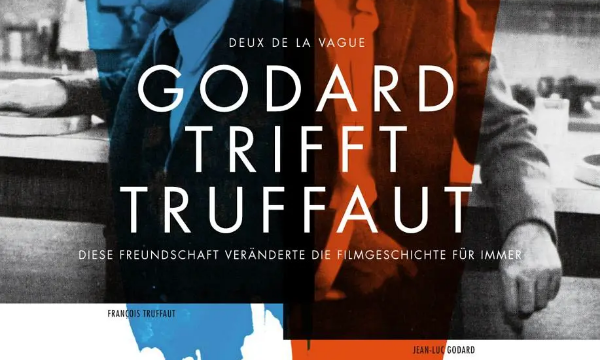 DEUX DE LA VAGUE
GODARD
TRIFFT
TRUFFAUT
DIESE FREUNDSCHAFT VERÄNDERTE DIE FILMGESCHICHTE FÜR IMMER
FRANÇOIS TRUFFAUT
JEAN-LUC GODARD